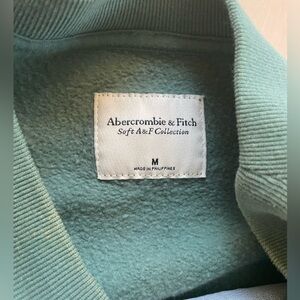 Abercrombie & Fitch
Soft A&F Collection
M
MADE IN PHILIPPINES